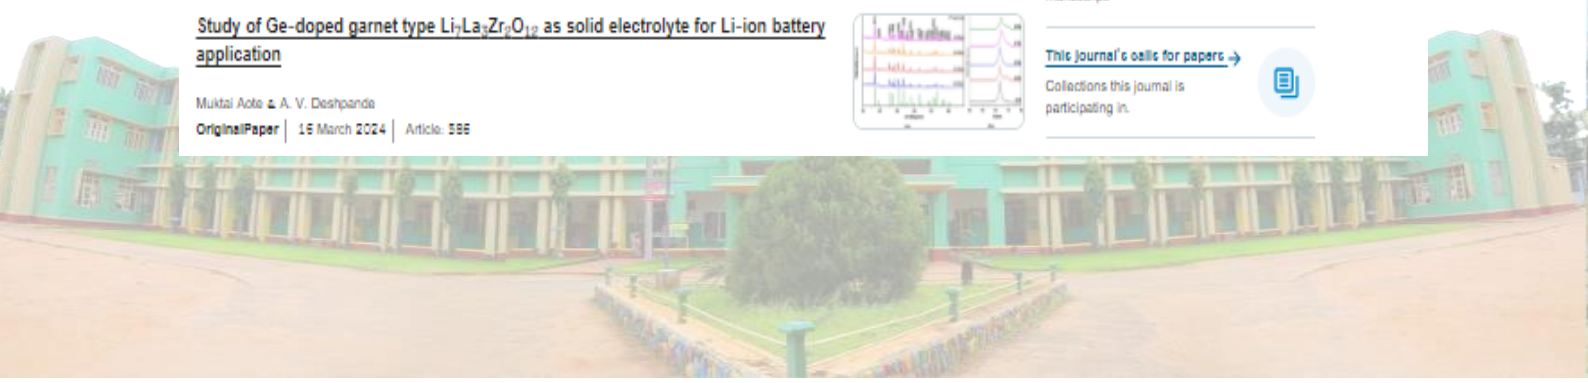 Study of Ge-doped garnet type Li₇La₃Zr₂O₁₂ as solid electrolyte for Li-ion battery
application
Muktai Aote & A. V. Deshpande
OriginalPaper | 16 March 2024 | Article: 586
This journal's calls for papers →
Collections this journal is
participating in.